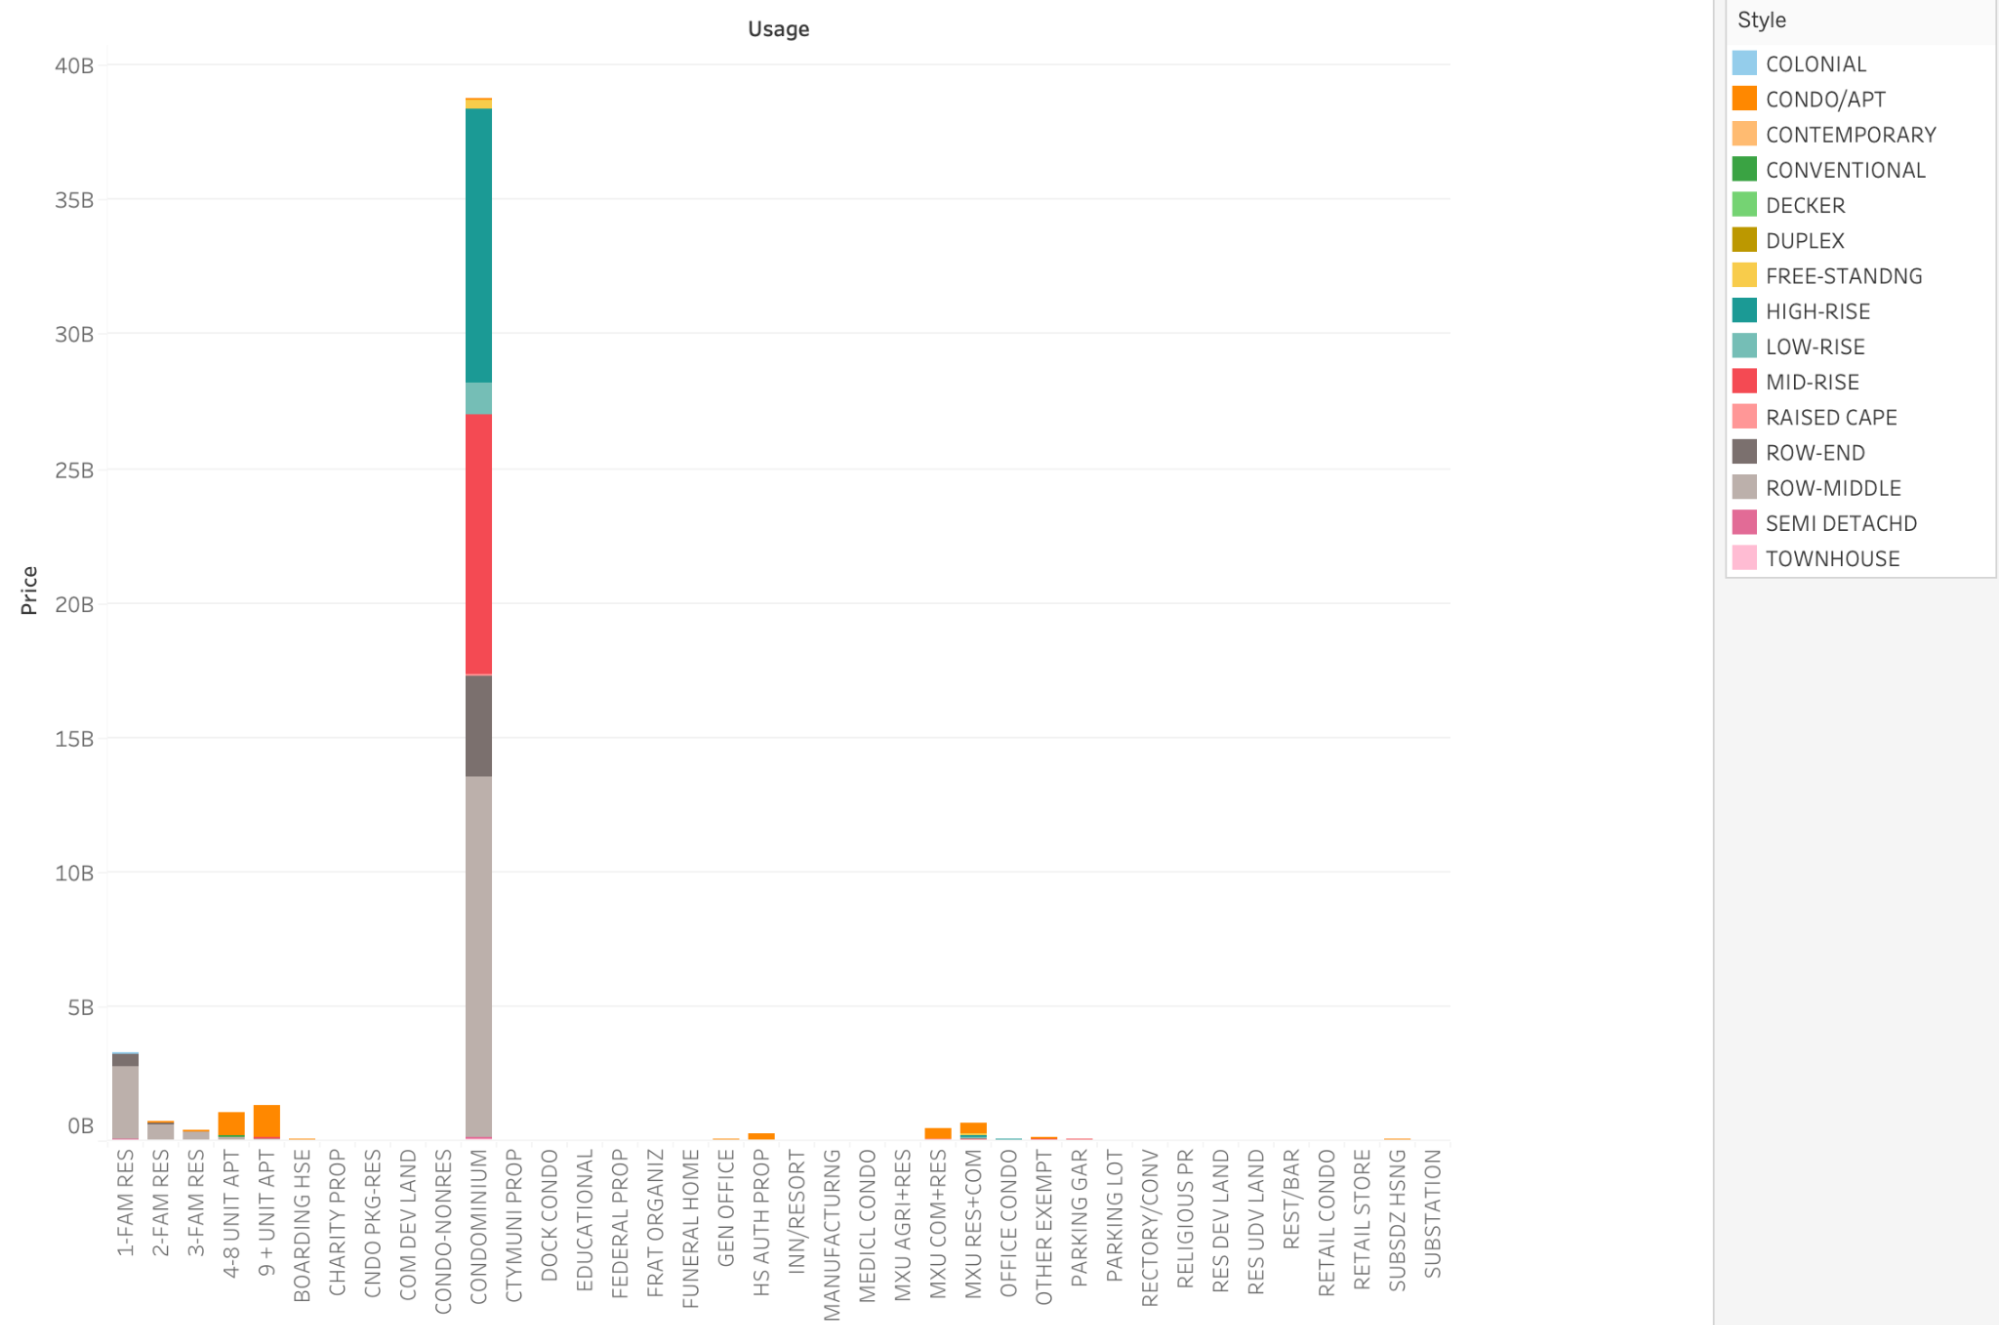 Usage
40B
35B
30B
25B
20B
15B
10B
5B
0B
Price
1-FAM RES
2-FAM RES
3-FAM RES
4-8 UNIT APT
9 + UNIT APT
BOARDING HSE
CHARITY PROP
CNDO PKG-RES
COM DEV LAND
CONDO-NONRES
CONDOMINIUM
CTYMUNI PROP
DOCK CONDO
EDUCATIONAL
FEDERAL PROP
FRAT ORGANIZ
FUNERAL HOME
GEN OFFICE
HS AUTH PROP
INN/RESORT
MANUFACTURNG
MEDICL CONDO
MXU AGRI+RES
MXU COM+RES
MXU RES+COM
OFFICE CONDO
OTHER EXEMPT
PARKING GAR
PARKING LOT
RECTORY/CONV
RELIGIOUS PR
RES DEV LAND
RES UDV LAND
REST/BAR
RETAIL CONDO
RETAIL STORE
SUBSDZ HSNG
SUBSTATION
Style
COLONIAL
CONDO/APT
CONTEMPORARY
CONVENTIONAL
DECKER
DUPLEX
FREE-STANDNG
HIGH-RISE
LOW-RISE
MID-RISE
RAISED CAPE
ROW-END
ROW-MIDDLE
SEMI DETACHD
TOWNHOUSE